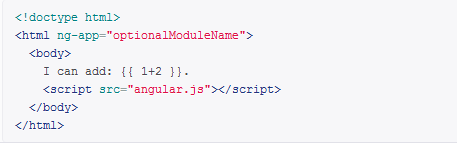 <!doctype html>
<html ng-app="optionalModuleName">
  <body>
    I can add: {{ 1+2 }}.
    <script src="angular.js"></script>
  </body>
</html>